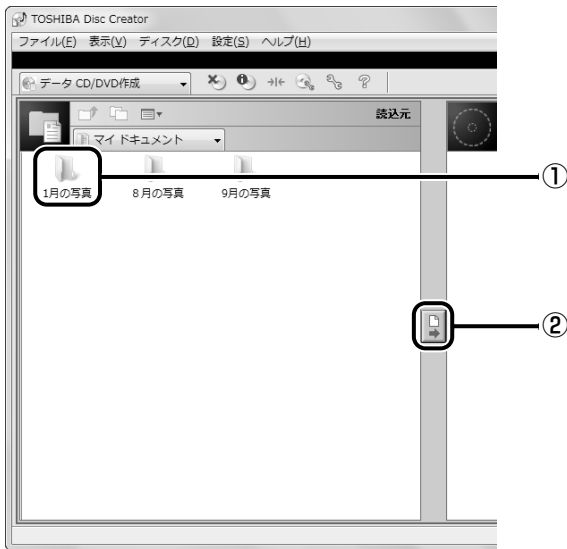 TOSHIBA Disc Creator
ファイル(F) 表示(V) ディスク(D) 設定(S) ヘルプ(H)
データ CD/DVD作成
読込元
マイ ドキュメント
1月の写真 8月の写真 9月の写真
①
②